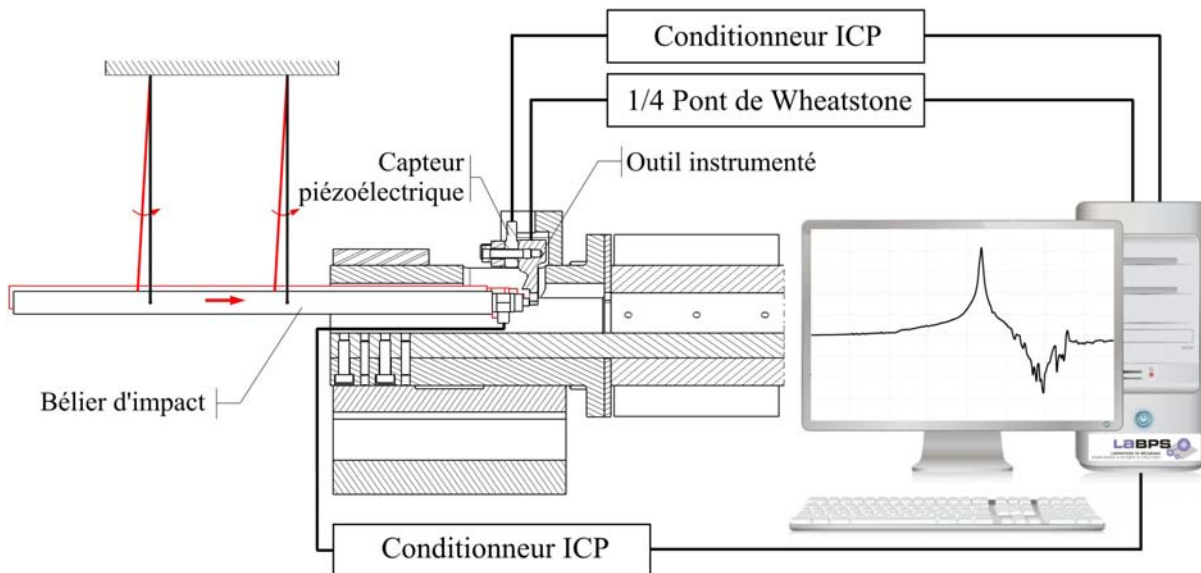 Conditionneur ICP
1/4 Pont de Wheatstone
Capteur
piézoélectrique
Outil instrumenté
Bélier d'impact
LaBPS
Conditionneur ICP